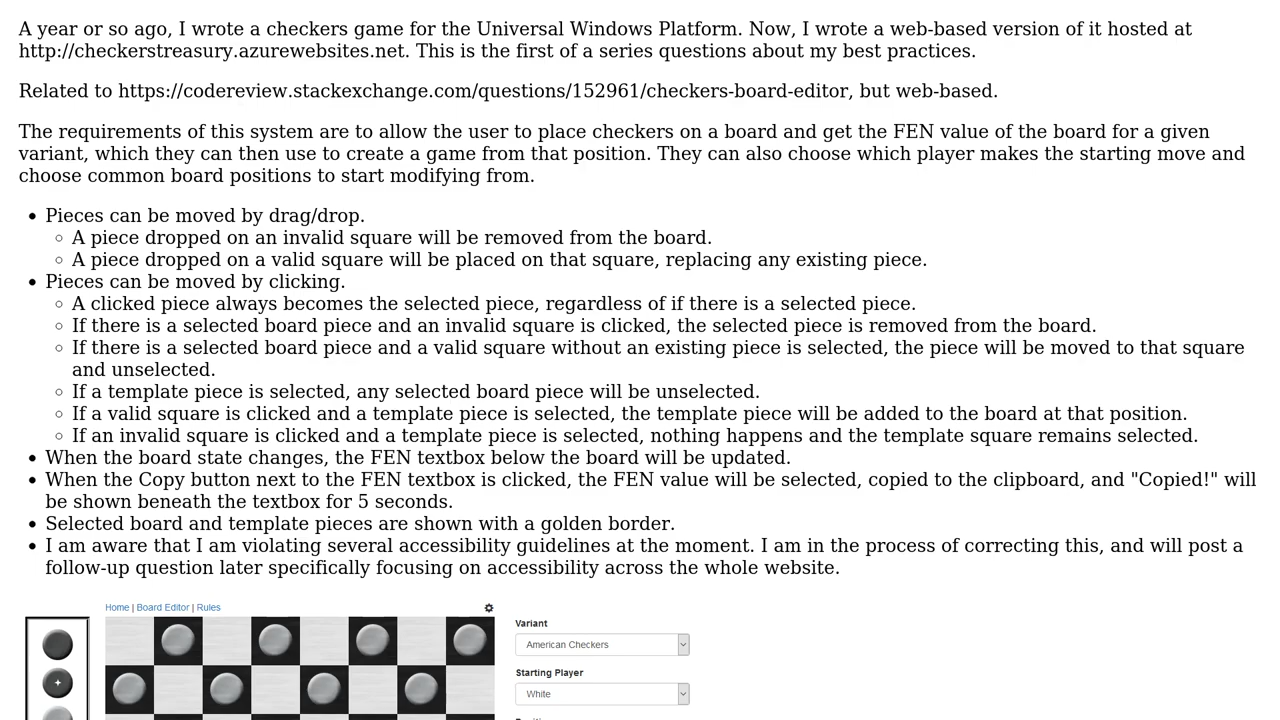 A year or so ago, I wrote a checkers game for the Universal Windows Platform. Now, I wrote a web-based version of it hosted at
http://checkerstreasury.azurewebsites.net. This is the first of a series questions about my best practices.
Related to https://codereview.stackexchange.com/questions/152961/checkers-board-editor, but web-based.
The requirements of this system are to allow the user to place checkers on a board and get the FEN value of the board for a given
variant, which they can then use to create a game from that position. They can also choose which player makes the starting move and
choose common board positions to start modifying from.
• Pieces can be moved by drag/drop.
◦ A piece dropped on an invalid square will be removed from the board.
◦ A piece dropped on a valid square will be placed on that square, replacing any existing piece.
• Pieces can be moved by clicking.
◦ A clicked piece always becomes the selected piece, regardless of if there is a selected piece.
◦ If there is a selected board piece and an invalid square is clicked, the selected piece is removed from the board.
◦ If there is a selected board piece and a valid square without an existing piece is selected, the piece will be moved to that square
and unselected.
◦ If a template piece is selected, any selected board piece will be unselected.
◦ If a valid square is clicked and a template piece is selected, the template piece will be added to the board at that position.
◦ If an invalid square is clicked and a template piece is selected, nothing happens and the template square remains selected.
• When the board state changes, the FEN textbox below the board will be updated.
• When the Copy button next to the FEN textbox is clicked, the FEN value will be selected, copied to the clipboard, and "Copied!" will
be shown beneath the textbox for 5 seconds.
• Selected board and template pieces are shown with a golden border.
• I am aware that I am violating several accessibility guidelines at the moment. I am in the process of correcting this, and will post a
follow-up question later specifically focusing on accessibility across the whole website.
Home | Board Editor | Rules
Variant
American Checkers
Starting Player
White